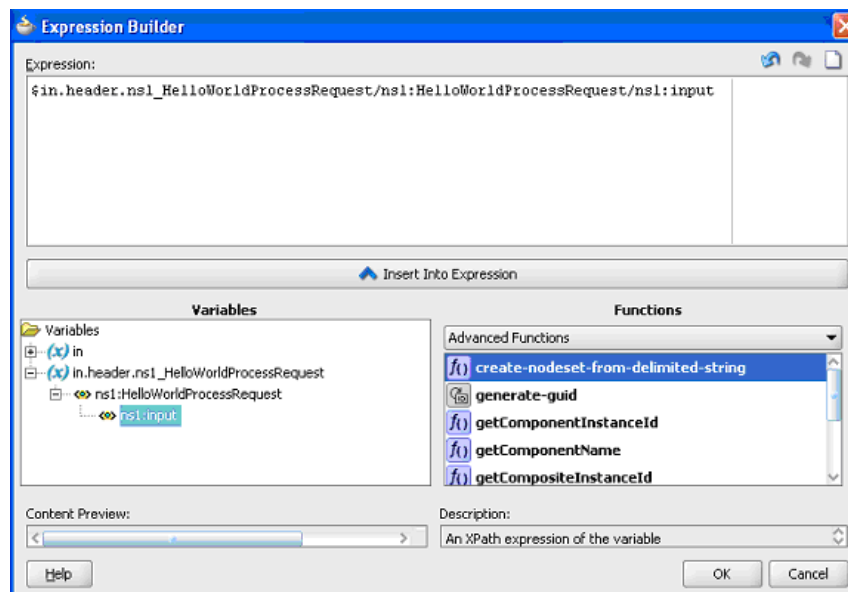 Expression Builder
Expression:
$in.header.ns1_HelloWorldProcessRequest/ns1:HelloWorldProcessRequest/ns1:input
Insert Into Expression
Variables
Variables
(x) in
(x) in.header.ns1_HelloWorldProcessRequest
ns1:HelloWorldProcessRequest
ns1:input
Functions
Advanced Functions
f() create-nodeset-from-delimited-string
generate-guid
f() getComponentInstanceId
f() getComponentName
f() getCompositeInstanceId
Content Preview:
Description:
An XPath expression of the variable
Help
OK
Cancel